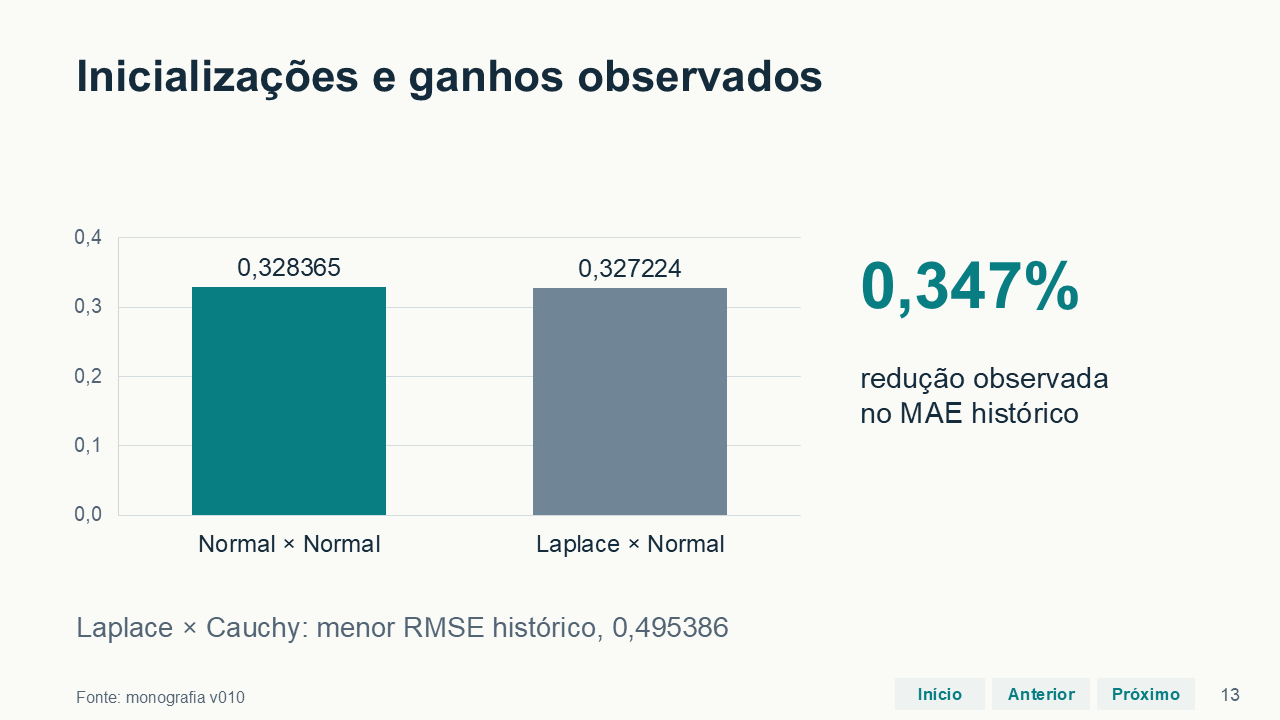 Inicializações e ganhos observados
0,4
0,3
0,2
0,1
0,0
0,328365
0,327224
Normal × Normal
Laplace × Normal
0,347%
redução observada
no MAE histórico
Laplace × Cauchy: menor RMSE histórico, 0,495386
Fonte: monografia v010
Início
Anterior
Próximo
13